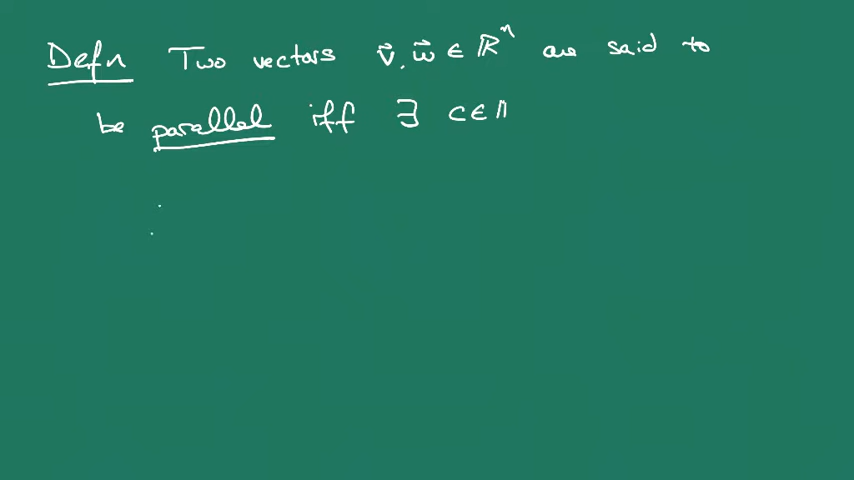 Defn Two vectors v⃗, w⃗ ∈ ℝⁿ are said to
be parallel iff ∃ c ∈